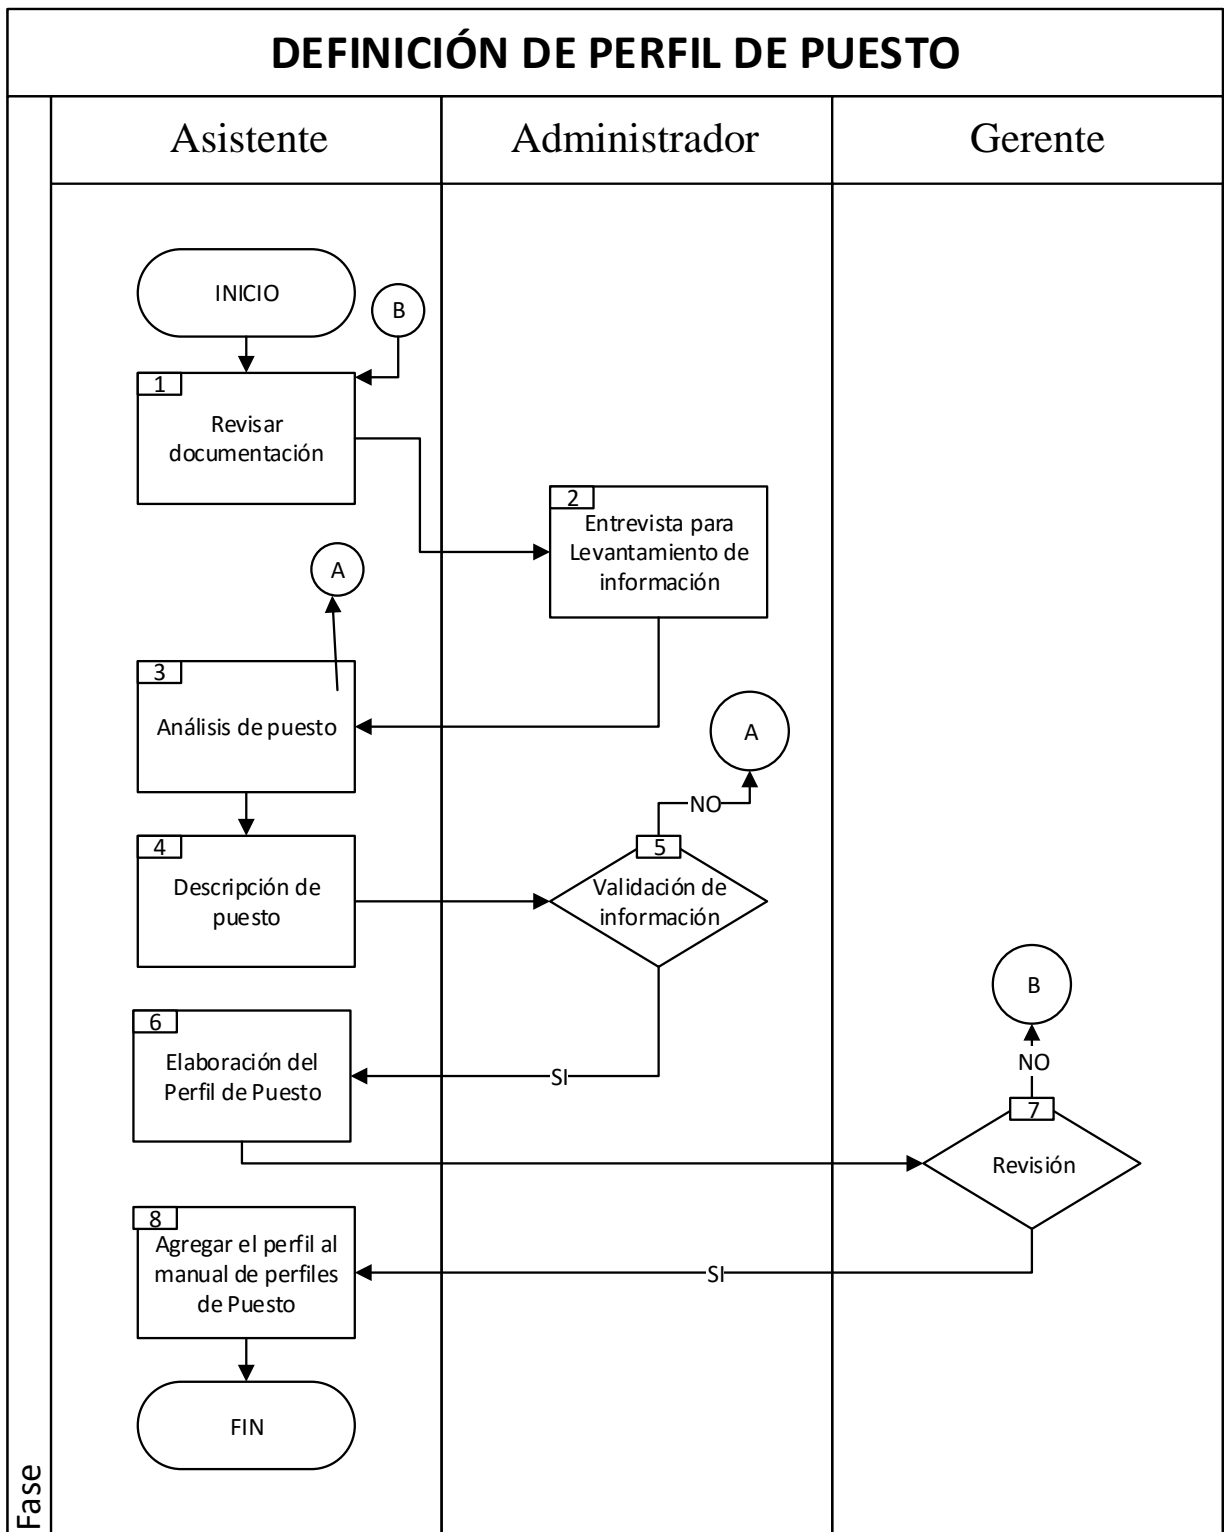 DEFINICIÓN DE PERFIL DE PUESTO
Asistente
Administrador
Gerente
INICIO
B
1
Revisar
documentación
2
Entrevista para
Levantamiento de
información
A
3
Análisis de puesto
A
NO
4
Descripción de
puesto
5
Validación de
información
B
NO
6
Elaboración del
Perfil de Puesto
SI
7
Revisión
8
Agregar el perfil al
manual de perfiles
de Puesto
SI
FIN
Fase